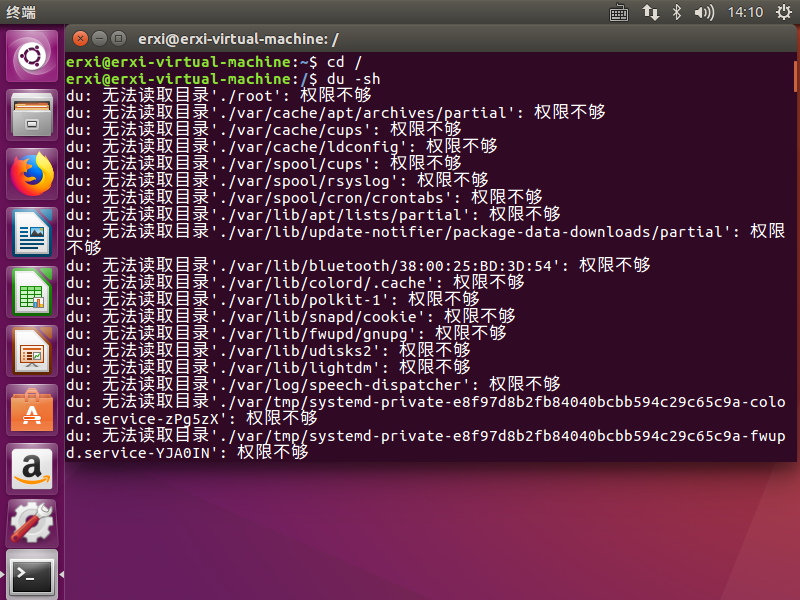 终端
14:10
erxi@erxi-virtual-machine: /
erxi@erxi-virtual-machine:~$ cd /
erxi@erxi-virtual-machine:/$ du -sh
du: 无法读取目录'./root': 权限不够
du: 无法读取目录'./var/cache/apt/archives/partial': 权限不够
du: 无法读取目录'./var/cache/cups': 权限不够
du: 无法读取目录'./var/cache/ldconfig': 权限不够
du: 无法读取目录'./var/spool/cups': 权限不够
du: 无法读取目录'./var/spool/rsyslog': 权限不够
du: 无法读取目录'./var/spool/cron/crontabs': 权限不够
du: 无法读取目录'./var/lib/apt/lists/partial': 权限不够
du: 无法读取目录'./var/lib/update-notifier/package-data-downloads/partial': 权限
不够
du: 无法读取目录'./var/lib/bluetooth/38:00:25:BD:3D:54': 权限不够
du: 无法读取目录'./var/lib/colord/.cache': 权限不够
du: 无法读取目录'./var/lib/polkit-1': 权限不够
du: 无法读取目录'./var/lib/snapd/cookie': 权限不够
du: 无法读取目录'./var/lib/fwupd/gnupg': 权限不够
du: 无法读取目录'./var/lib/udisks2': 权限不够
du: 无法读取目录'./var/lib/lightdm': 权限不够
du: 无法读取目录'./var/log/speech-dispatcher': 权限不够
du: 无法读取目录'./var/tmp/systemd-private-e8f97d8b2fb84040bcbb594c29c65c9a-colo
rd.service-zPg5zX': 权限不够
du: 无法读取目录'./var/tmp/systemd-private-e8f97d8b2fb84040bcbb594c29c65c9a-fwup
d.service-YJA0IN': 权限不够